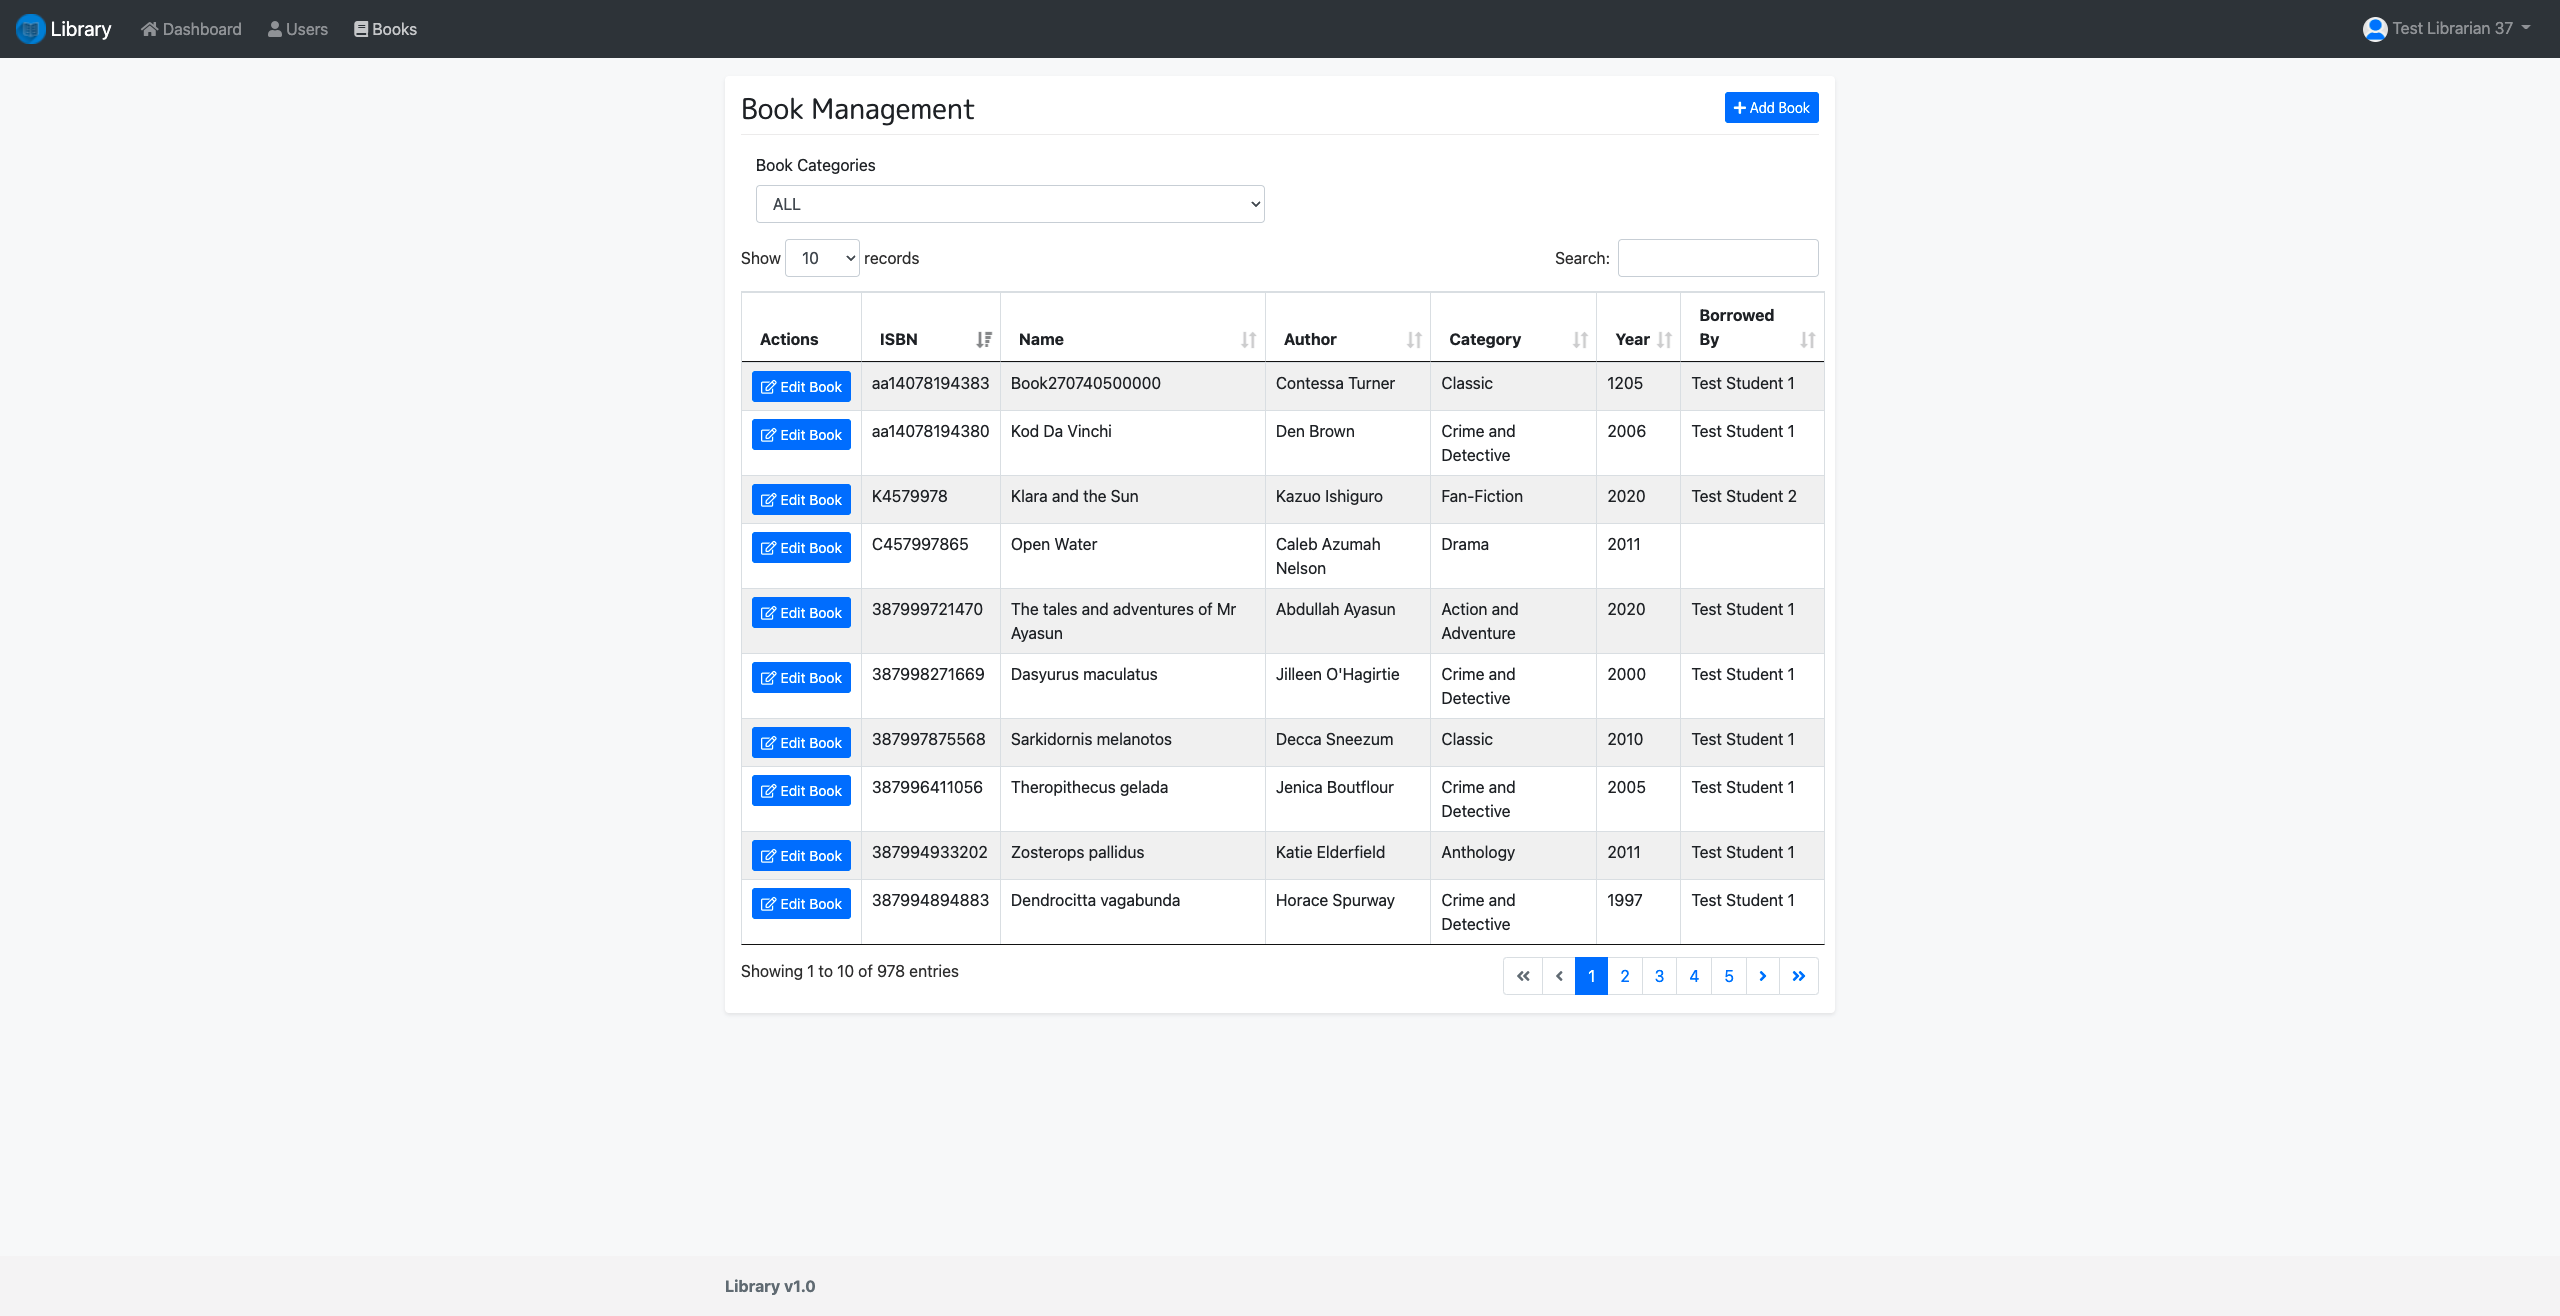 Library Dashboard Users Books Test Librarian 37
Book Management + Add Book
Book Categories
ALL
Show 10 records Search:
Actions ISBN Name Author Category Year Borrowed By
Edit Book aa14078194383 Book270740500000 Contessa Turner Classic 1205 Test Student 1
Edit Book aa14078194380 Kod Da Vinchi Den Brown Crime and Detective 2006 Test Student 1
Edit Book K4579978 Klara and the Sun Kazuo Ishiguro Fan-Fiction 2020 Test Student 2
Edit Book C457997865 Open Water Caleb Azumah Nelson Drama 2011
Edit Book 387999721470 The tales and adventures of Mr Ayasun Abdullah Ayasun Action and Adventure 2020 Test Student 1
Edit Book 387998271669 Dasyurus maculatus Jilleen O'Hagirtie Crime and Detective 2000 Test Student 1
Edit Book 387997875568 Sarkidornis melanotos Decca Sneezum Classic 2010 Test Student 1
Edit Book 387996411056 Theropithecus gelada Jenica Boutflour Crime and Detective 2005 Test Student 1
Edit Book 387994933202 Zosterops pallidus Katie Elderfield Anthology 2011 Test Student 1
Edit Book 387994894883 Dendrocitta vagabunda Horace Spurway Crime and Detective 1997 Test Student 1
Showing 1 to 10 of 978 entries « ‹ 1 2 3 4 5 › »
Library v1.0